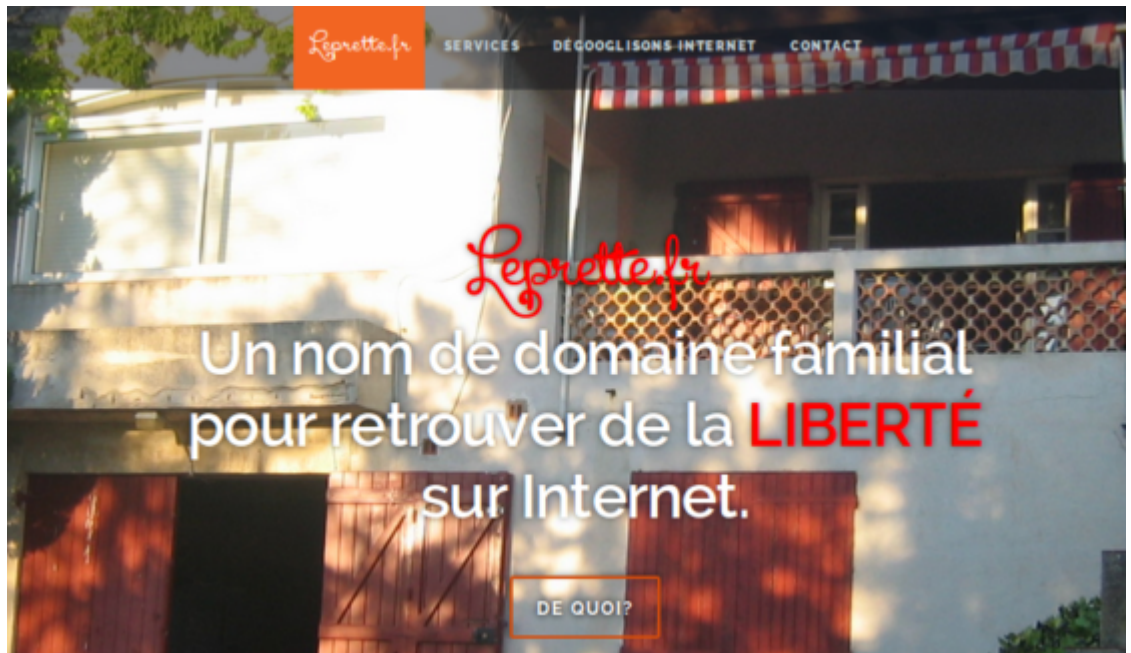 Leprette.fr
SERVICES
DÉGOOGLISONS INTERNET
CONTACT
Leprette.fr
Un nom de domaine familial
pour retrouver de la LIBERTÉ
sur Internet.
DE QUOI?